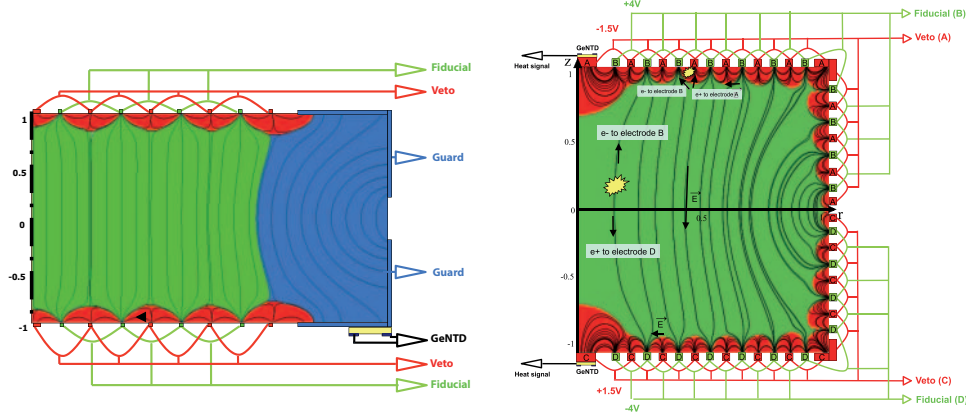 Fiducial
Veto
Guard
Guard
GeNTD
Veto
Fiducial
1
0.5
0
-0.5
-1
+4V
Fiducial (B)
-1.5V
Veto (A)
GeNTD
Heat signal
Z
A B A B A B A B A B A B A B A
e- to electrode B
e+ to electrode A
1
0.5
0
-0.5
-1
e- to electrode B
E
0.5
1
r
e+ to electrode D
E
B
A
B
A
B
A
C
D
C
D
C
D
C
D C D C D C D C D C D C D C
C
GeNTD
Heat signal
+1.5V
Veto (C)
-4V
Fiducial (D)